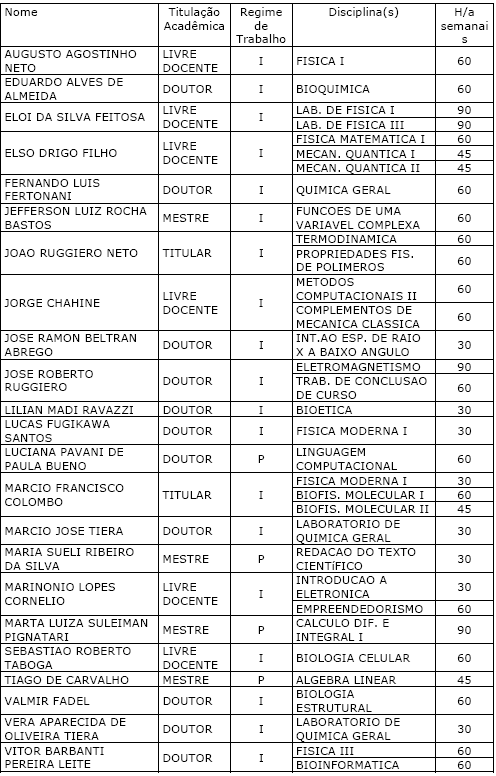 Nome Titulação Acadêmica Regime de Trabalho Disciplina(s) H/a semanais
AUGUSTO AGOSTINHO NETO LIVRE DOCENTE I FISICA I 60
EDUARDO ALVES DE ALMEIDA DOUTOR I BIOQUIMICA 60
ELOI DA SILVA FEITOSA LIVRE DOCENTE I LAB. DE FISICA I 90
LAB. DE FISICA III 90
ELSO DRIGO FILHO LIVRE DOCENTE I FISICA MATEMATICA I 60
MECAN. QUANTICA I 45
MECAN. QUANTICA II 45
FERNANDO LUIS FERTONANI DOUTOR I QUIMICA GERAL 60
JEFFERSON LUIZ ROCHA BASTOS MESTRE I FUNCOES DE UMA VARIAVEL COMPLEXA 60
JOAO RUGGIERO NETO TITULAR I TERMODINAMICA 60
PROPRIEDADES FIS. DE POLIMEROS 60
JORGE CHAHINE LIVRE DOCENTE I METODOS COMPUTACIONAIS II 60
COMPLEMENTOS DE MECANICA CLASSICA 60
JOSE RAMON BELTRAN ABREGO DOUTOR I INT.AO ESP. DE RAIO X A BAIXO ANGULO 30
JOSE ROBERTO RUGGIERO DOUTOR I ELETROMAGNETISMO 90
TRAB. DE CONCLUSAO DE CURSO 60
LILIAN MADI RAVAZZI DOUTOR I BIOETICA 30
LUCAS FUGIKAWA SANTOS DOUTOR I FISICA MODERNA I 30
LUCIANA PAVANI DE PAULA BUENO DOUTOR P LINGUAGEM COMPUTACIONAL 60
MARCIO FRANCISCO COLOMBO TITULAR I FISICA MODERNA I 30
BIOFIS. MOLECULAR I 60
BIOFIS. MOLECULAR II 45
MARCIO JOSE TIERA DOUTOR I LABORATORIO DE QUIMICA GERAL 30
MARIA SUELI RIBEIRO DA SILVA MESTRE P REDACAO DO TEXTO CIENTíFICO 30
MARINONIO LOPES CORNELIO LIVRE DOCENTE I INTRODUCAO A ELETRONICA 30
EMPREENDEDORISMO 60
MARTA LUIZA SULEIMAN PIGNATARI MESTRE P CALCULO DIF. E INTEGRAL I 90
SEBASTIAO ROBERTO TABOGA LIVRE DOCENTE I BIOLOGIA CELULAR 60
TIAGO DE CARVALHO MESTRE P ALGEBRA LINEAR 45
VALMIR FADEL DOUTOR I BIOLOGIA ESTRUTURAL 60
VERA APARECIDA DE OLIVEIRA TIERA DOUTOR I LABORATORIO DE QUIMICA GERAL 30
VITOR BARBANTI PEREIRA LEITE DOUTOR I FISICA III 60
BIOINFORMATICA 60